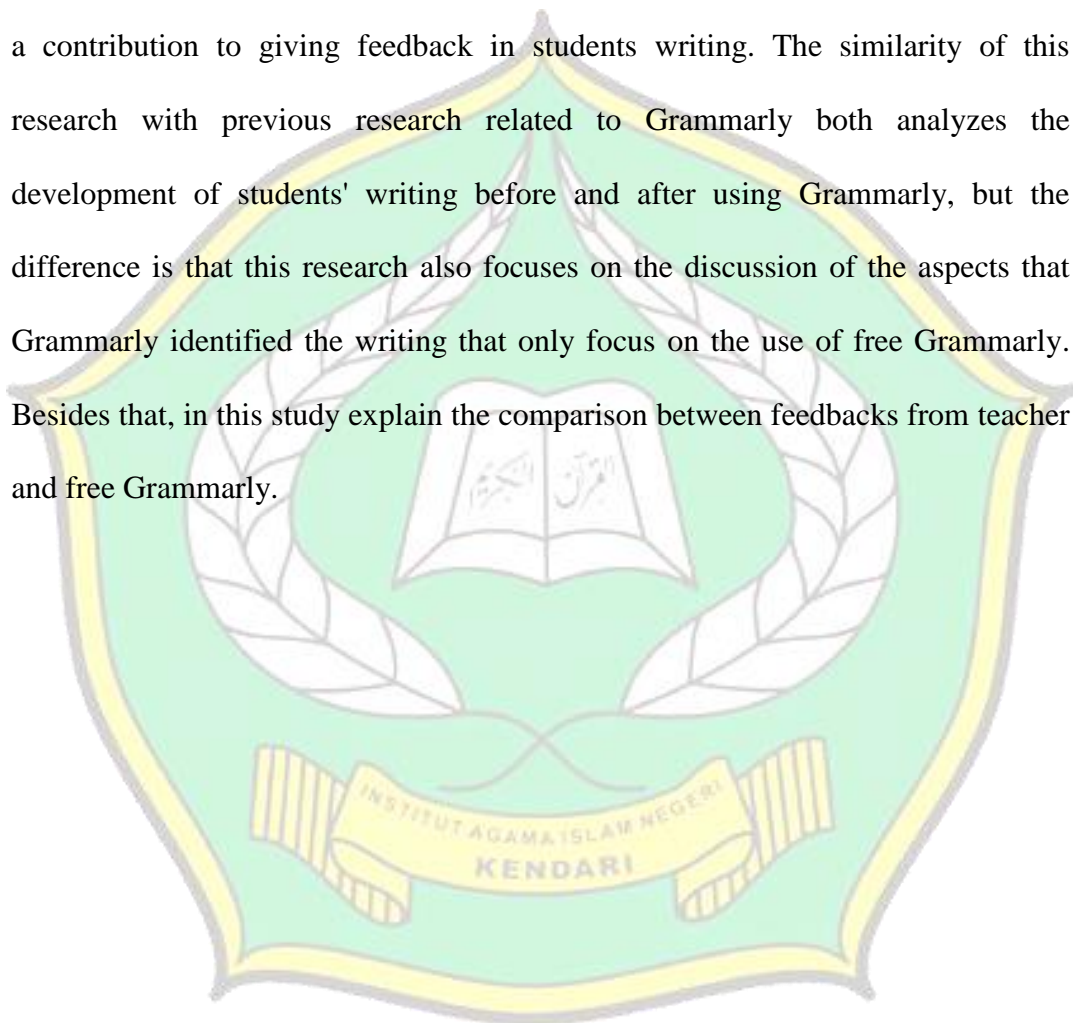 a contribution to giving feedback in students writing. The similarity of this
research with previous research related to Grammarly both analyzes the
development of students' writing before and after using Grammarly, but the
difference is that this research also focuses on the discussion of the aspects that
Grammarly identified the writing that only focus on the use of free Grammarly.
Besides that, in this study explain the comparison between feedbacks from teacher
and free Grammarly.
القرآن الكريم
INSTITUT AGAMA ISLAM NEGERI
KENDARI